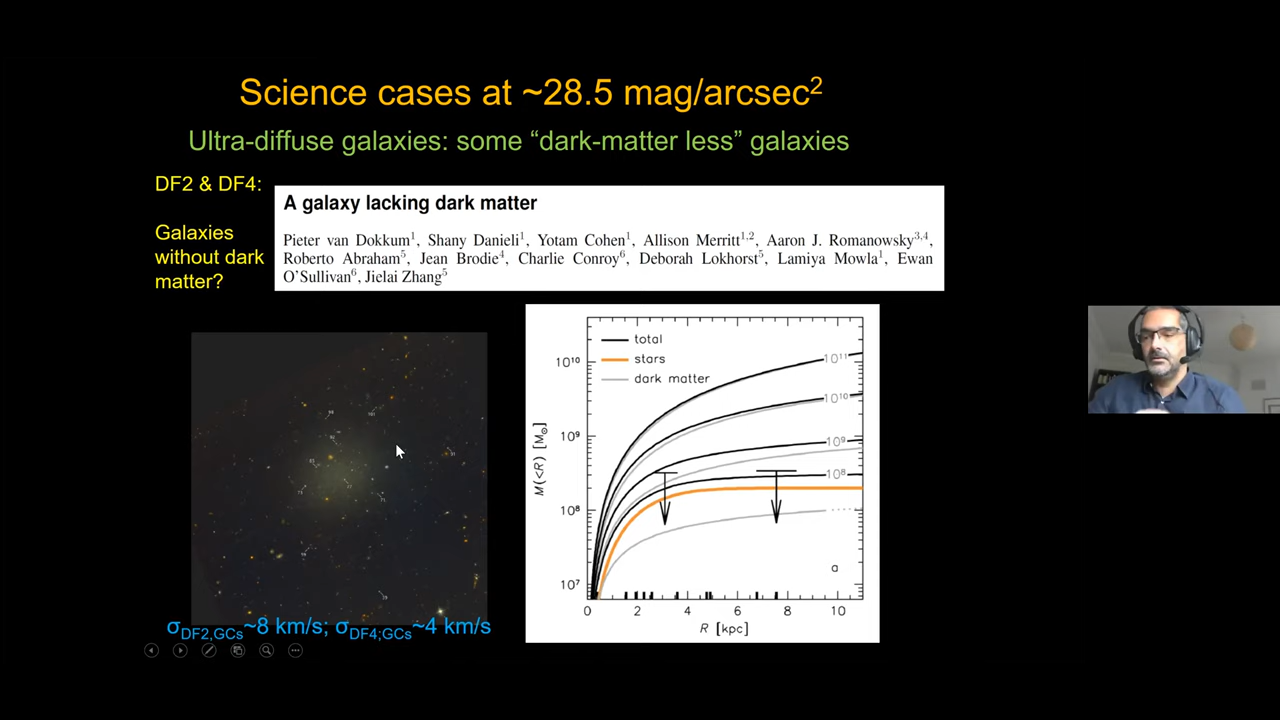 Science cases at ~28.5 mag/arcsec²
Ultra-diffuse galaxies: some “dark-matter less” galaxies
DF2 & DF4:
Galaxies
without dark
matter?
A galaxy lacking dark matter
Pieter van Dokkum¹, Shany Danieli¹, Yotam Cohen¹, Allison Merritt¹,², Aaron J. Romanowsky³,⁴,
Roberto Abraham⁵, Jean Brodie⁴, Charlie Conroy⁶, Deborah Lokhorst⁵, Lamiya Mowla¹, Ewan
O’Sullivan⁶, Jielai Zhang⁵
total
stars
dark matter
10¹¹
10¹⁰
10⁹
10⁸
10¹⁰
10⁹
10⁸
10⁷
M(<R) [M⊙]
a
0 2 4 6 8 10
R [kpc]
σDF2,GCs~8 km/s; σDF4;GCs~4 km/s